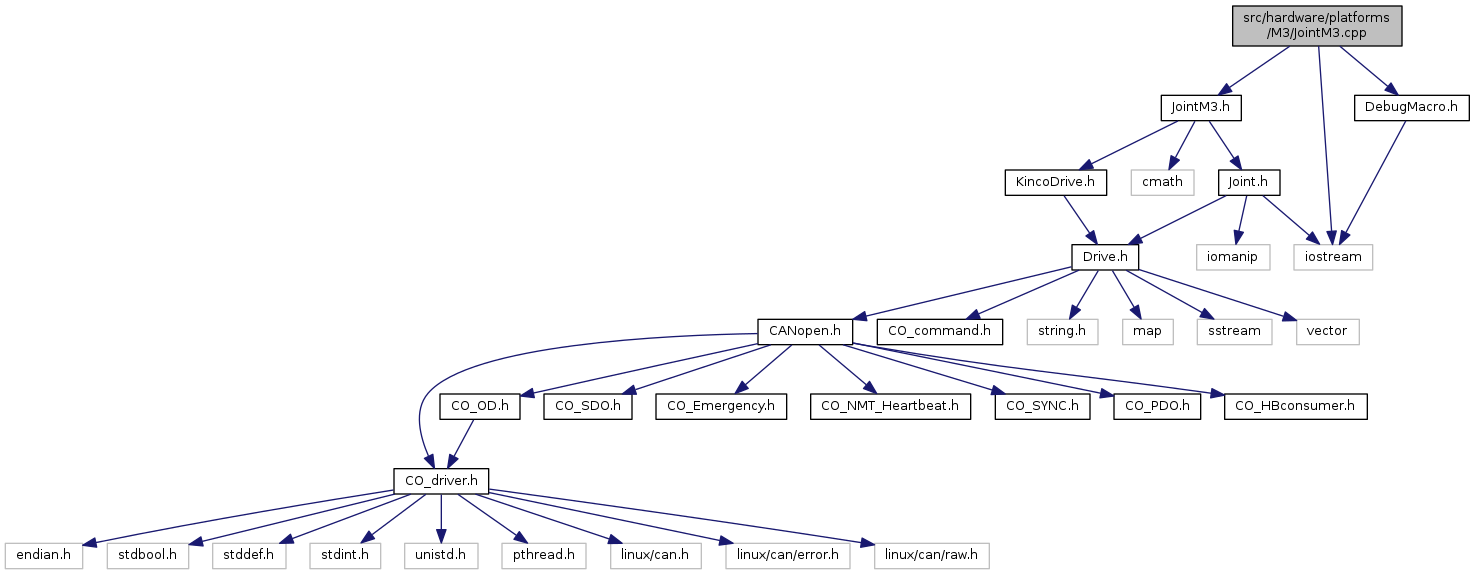 src/hardware/platforms
/M3/JointM3.cpp
JointM3.h
DebugMacro.h
KincoDrive.h
cmath
Joint.h
Drive.h
iomanip
iostream
CANopen.h
CO_command.h
string.h
map
sstream
vector
CO_OD.h
CO_SDO.h
CO_Emergency.h
CO_NMT_Heartbeat.h
CO_SYNC.h
CO_PDO.h
CO_HBconsumer.h
CO_driver.h
endian.h
stdbool.h
stddef.h
stdint.h
unistd.h
pthread.h
linux/can.h
linux/can/error.h
linux/can/raw.h